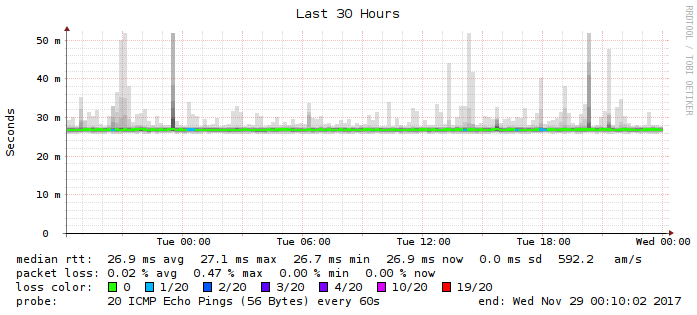 Last 30 Hours
RRDTOOL / TOBI OETIKER
Seconds
50 m
40 m
30 m
20 m
10 m
0
Tue 00:00 Tue 06:00 Tue 12:00 Tue 18:00 Wed 00:00
median rtt: 26.9 ms avg 27.1 ms max 26.7 ms min 26.9 ms now 0.0 ms sd 592.2 am/s
packet loss: 0.02 % avg 0.47 % max 0.00 % min 0.00 % now
loss color: 0 1/20 2/20 3/20 4/20 10/20 19/20
probe: 20 ICMP Echo Pings (56 Bytes) every 60s end: Wed Nov 29 00:10:02 2017